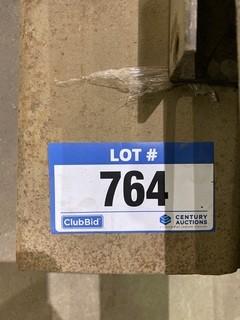 LOT #
764
ClubBid
CENTURY
AUCTIONS